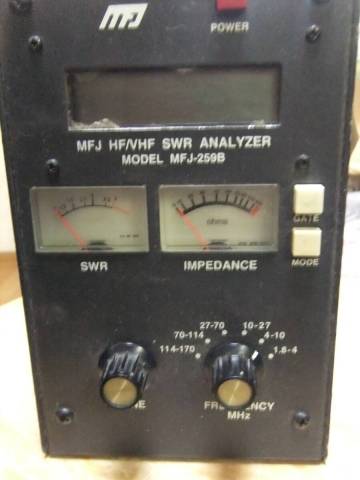 MFJ
POWER
MFJ HF/VHF SWR ANALYZER
MODEL MFJ-259B
ohms
GATE
SWR
IMPEDANCE
MODE
27-70 10-27
70-114 4-10
114-170 1.8-4
FREQUENCY
MHz